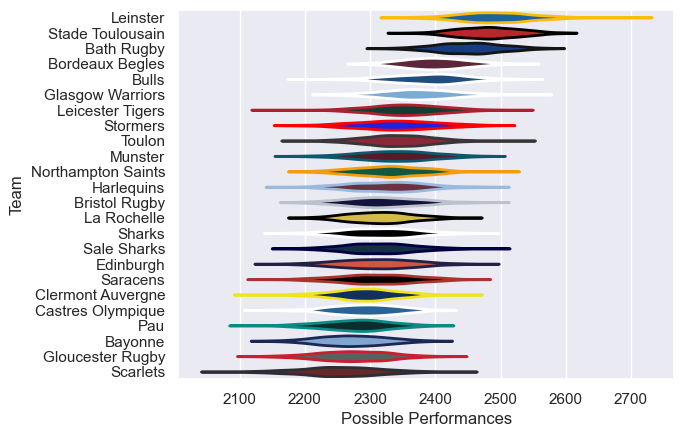 Leinster
Stade Toulousain
Bath Rugby
Bordeaux Begles
Bulls
Glasgow Warriors
Leicester Tigers
Stormers
Toulon
Munster
Northampton Saints
Harlequins
Bristol Rugby
La Rochelle
Sharks
Sale Sharks
Edinburgh
Saracens
Clermont Auvergne
Castres Olympique
Pau
Bayonne
Gloucester Rugby
Scarlets
Team
2100 2200 2300 2400 2500 2600 2700
Possible Performances